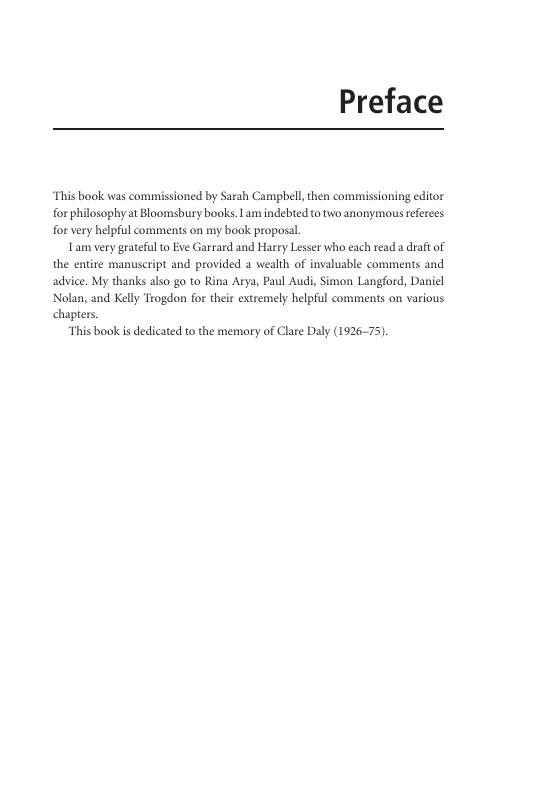 Preface
This book was commissioned by Sarah Campbell, then commissioning editor
for philosophy at Bloomsbury books. I am indebted to two anonymous referees
for very helpful comments on my book proposal.
I am very grateful to Eve Garrard and Harry Lesser who each read a draft of
the entire manuscript and provided a wealth of invaluable comments and
advice. My thanks also go to Rina Arya, Paul Audi, Simon Langford, Daniel
Nolan, and Kelly Trogdon for their extremely helpful comments on various
chapters.
This book is dedicated to the memory of Clare Daly (1926–75).